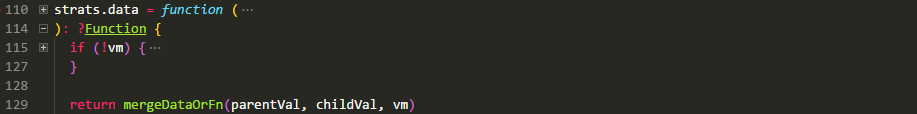 110 strats.data = function (···
114 ): ?Function {
115 if (!vm) {···
127 }
128
129 return mergeDataOrFn(parentVal, childVal, vm)